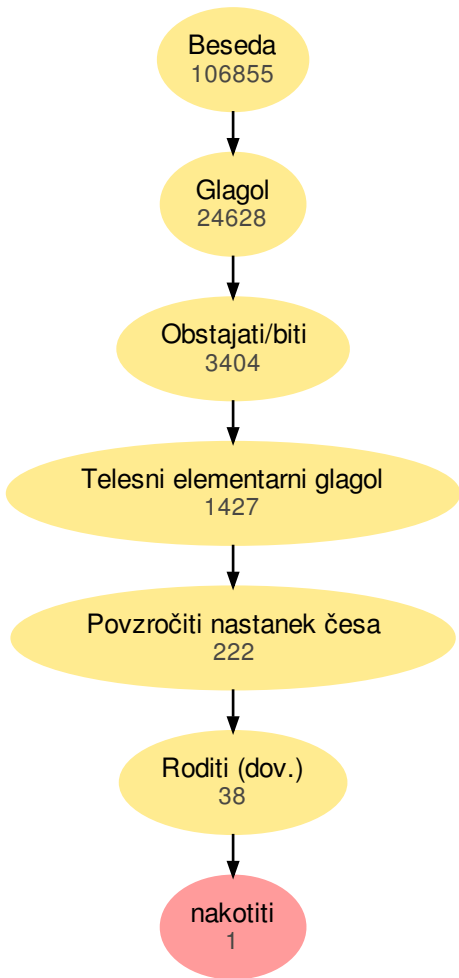 Beseda
106855
Glagol
24628
Obstajati/biti
3404
Telesni elementarni glagol
1427
Povzročiti nastanek česa
222
Roditi (dov.)
38
nakotiti
1